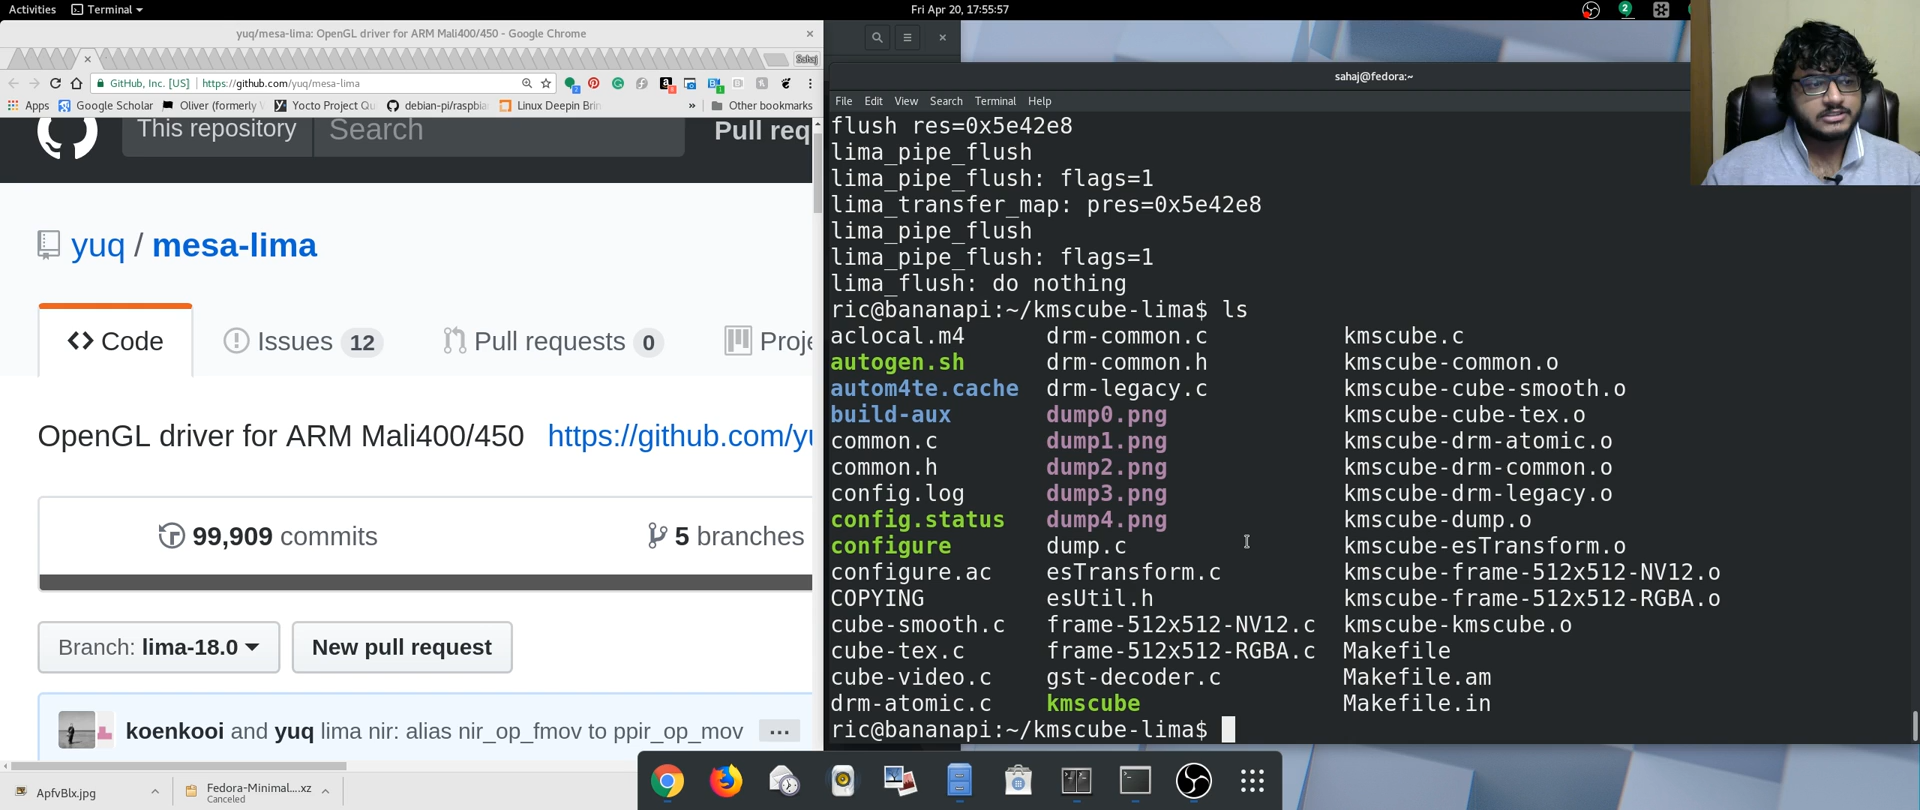 Activities Terminal Fri Apr 20, 17:55:57 2
yuq/mesa-lima: OpenGL driver for ARM Mali400/450 - Google Chrome
Sahaj
GitHub, Inc. [US] https://github.com/yuq/mesa-lima
Apps Google Scholar Oliver (formerly Yocto Project Qu debian-pi/raspbia Linux Deepin Brin » Other bookmarks
This repository Search Pull req
yuq / mesa-lima
Code Issues 12 Pull requests 0 Proje
OpenGL driver for ARM Mali400/450 https://github.com/yu
99,909 commits 5 branches
Branch: lima-18.0 New pull request
koenkooi and yuq lima nir: alias nir_op_fmov to ppir_op_mov ...
ApfvBlx.jpg Fedora-Minimal....xz
Canceled
sahaj@fedora:~
File Edit View Search Terminal Help
flush res=0x5e42e8
lima_pipe_flush
lima_pipe_flush: flags=1
lima_transfer_map: pres=0x5e42e8
lima_pipe_flush
lima_pipe_flush: flags=1
lima_flush: do nothing
ric@bananapi:~/kmscube-lima$ ls
aclocal.m4 drm-common.c kmscube.c
autogen.sh drm-common.h kmscube-common.o
autom4te.cache drm-legacy.c kmscube-cube-smooth.o
build-aux dump0.png kmscube-cube-tex.o
common.c dump1.png kmscube-drm-atomic.o
common.h dump2.png kmscube-drm-common.o
config.log dump3.png kmscube-drm-legacy.o
config.status dump4.png kmscube-dump.o
configure dump.c kmscube-esTransform.o
configure.ac esTransform.c kmscube-frame-512x512-NV12.o
COPYING esUtil.h kmscube-frame-512x512-RGBA.o
cube-smooth.c frame-512x512-NV12.c kmscube-kmscube.o
cube-tex.c frame-512x512-RGBA.c Makefile
cube-video.c gst-decoder.c Makefile.am
drm-atomic.c kmscube Makefile.in
ric@bananapi:~/kmscube-lima$